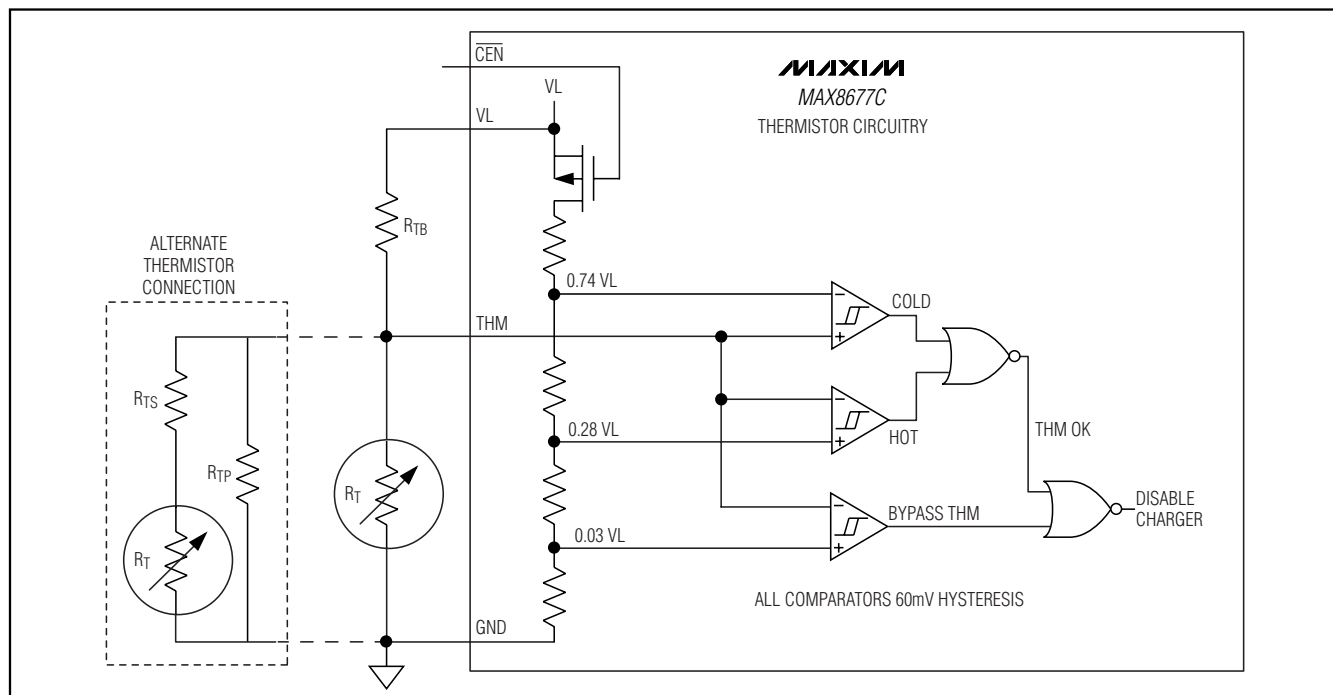 CEN
MAXIM
MAX8677C
THERMISTOR CIRCUITRY
VL
VL
RTB
ALTERNATE
THERMISTOR
CONNECTION
0.74 VL
COLD
THM
RTS
RTP
0.28 VL
HOT
THM OK
RT
RT
BYPASS THM
DISABLE
CHARGER
0.03 VL
ALL COMPARATORS 60mV HYSTERESIS
GND